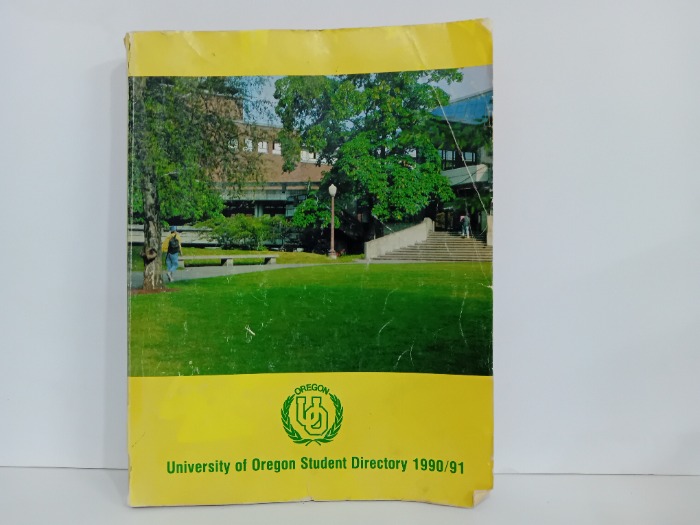 OREGON
UO
University of Oregon Student Directory 1990/91